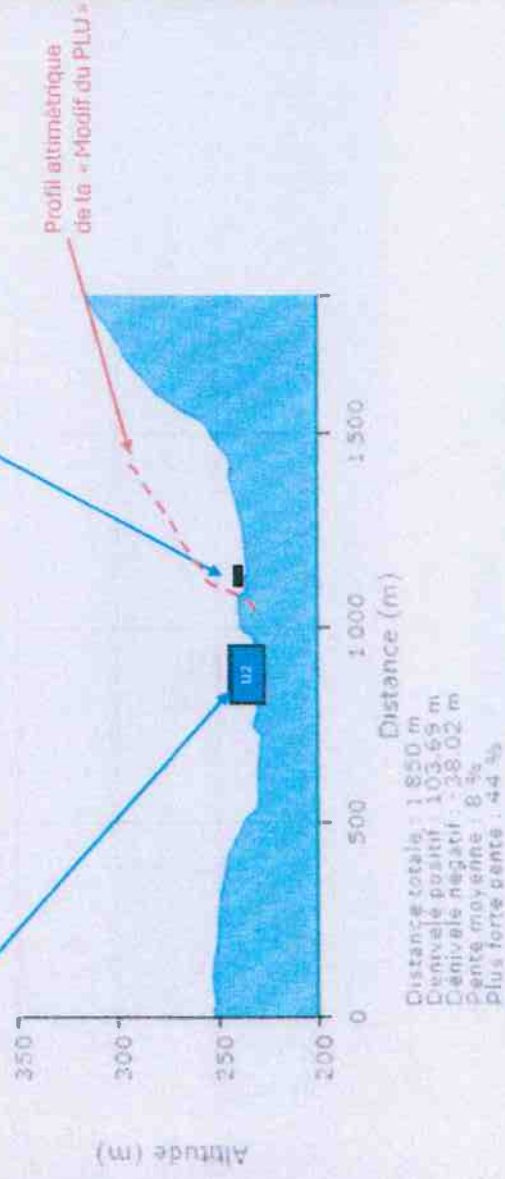 Profil altimétrique
de la « Modif du PLU »
Altitude (m)
350
300
250
200
U2
0
500
1 000
1 500
Distance (m)
Distance totale : 1 850 m
Dénivelé positif : 103.69 m
Dénivelé négatif : -38.02 m
Pente moyenne : 8 %
Plus forte pente : 44 %